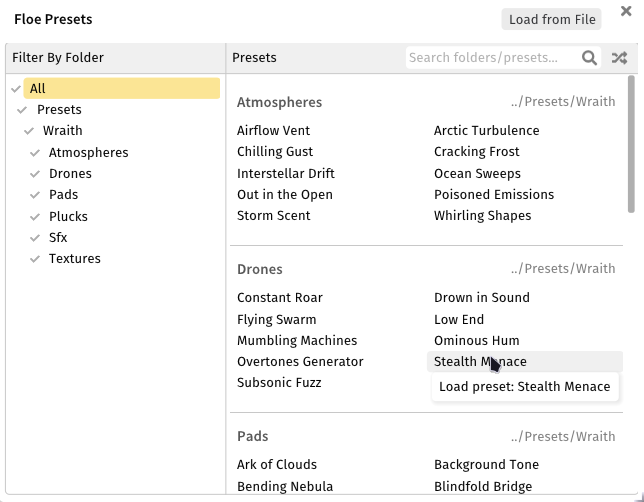 Floe Presets
Load from File
Filter By Folder
Presets
Search folders/presets...
All
Presets
Wraith
Atmospheres
Drones
Pads
Plucks
Sfx
Textures
Atmospheres ../Presets/Wraith
Airflow Vent Arctic Turbulence
Chilling Gust Cracking Frost
Interstellar Drift Ocean Sweeps
Out in the Open Poisoned Emissions
Storm Scent Whirling Shapes
Drones ../Presets/Wraith
Constant Roar Drown in Sound
Flying Swarm Low End
Mumbling Machines Ominous Hum
Overtones Generator Stealth Menace
Subsonic Fuzz
Load preset: Stealth Menace
Pads ../Presets/Wraith
Ark of Clouds Background Tone
Bending Nebula Blindfold Bridge